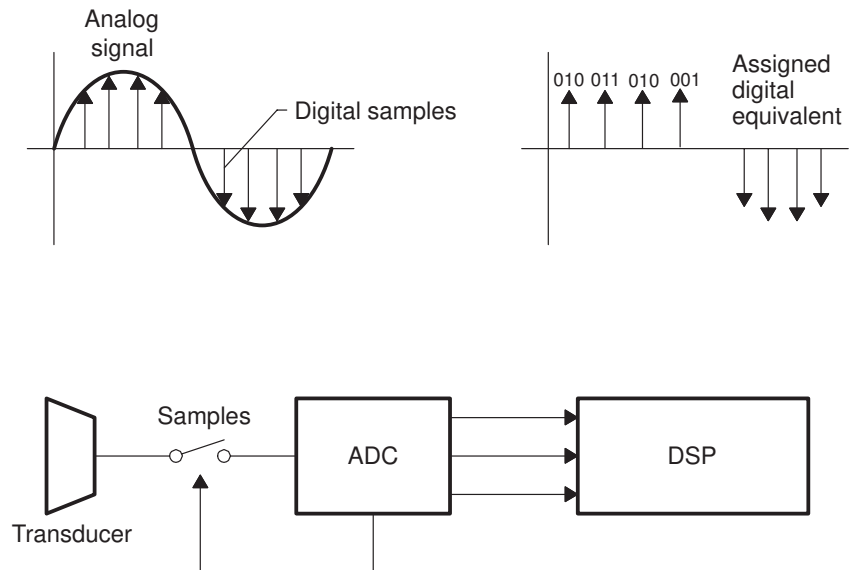 Analog
signal
Digital samples
010 011 010 001
Assigned
digital
equivalent
Samples
ADC
DSP
Transducer